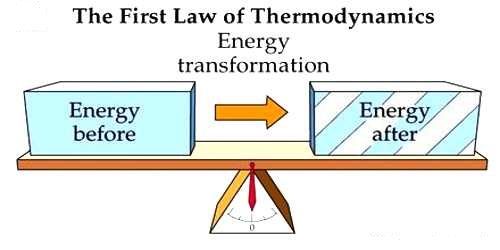 The First Law of Thermodynamics
Energy
transformation
Energy
before
Energy
after
0